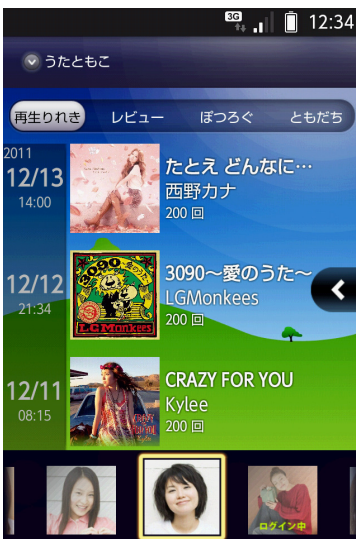 3G 12:34
うたともこ
再生りれき レビュー ぽつろぐ ともだち
2011
12/13
14:00
たとえ どんなに…
西野カナ
200 回
12/12
21:34
3090
LGMonkees
3090〜愛のうた〜
LGMonkees
200 回
12/11
08:15
CRAZY FOR YOU
Kylee
200 回
ログイン中